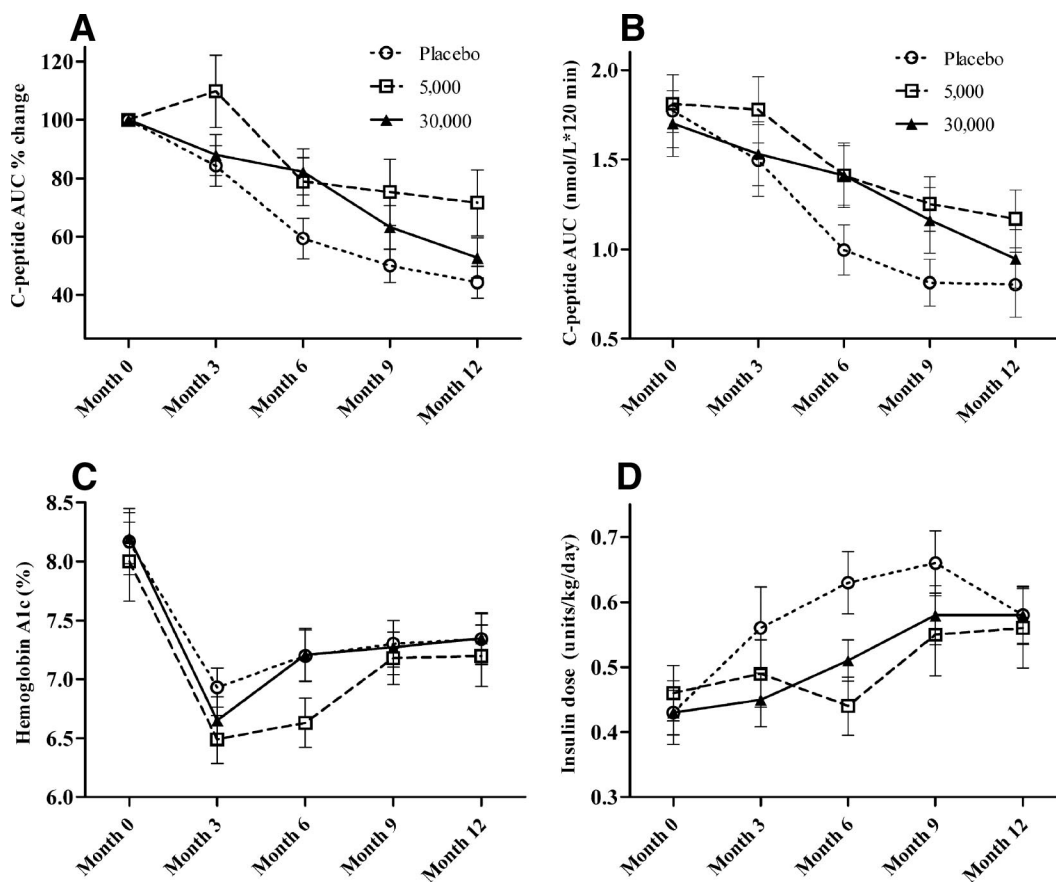 A
C-peptide AUC % change
120
100
80
60
40
Placebo
5,000
30,000
Month 0
Month 3
Month 6
Month 9
Month 12
B
C-peptide AUC (nmol/L*120 min)
2.0
1.5
1.0
0.5
Placebo
5,000
30,000
Month 0
Month 3
Month 6
Month 9
Month 12
C
Hemoglobin A1c (%)
8.5
8.0
7.5
7.0
6.5
6.0
Month 0
Month 3
Month 6
Month 9
Month 12
D
Insulin dose (units/kg/day)
0.7
0.6
0.5
0.4
0.3
Month 0
Month 3
Month 6
Month 9
Month 12